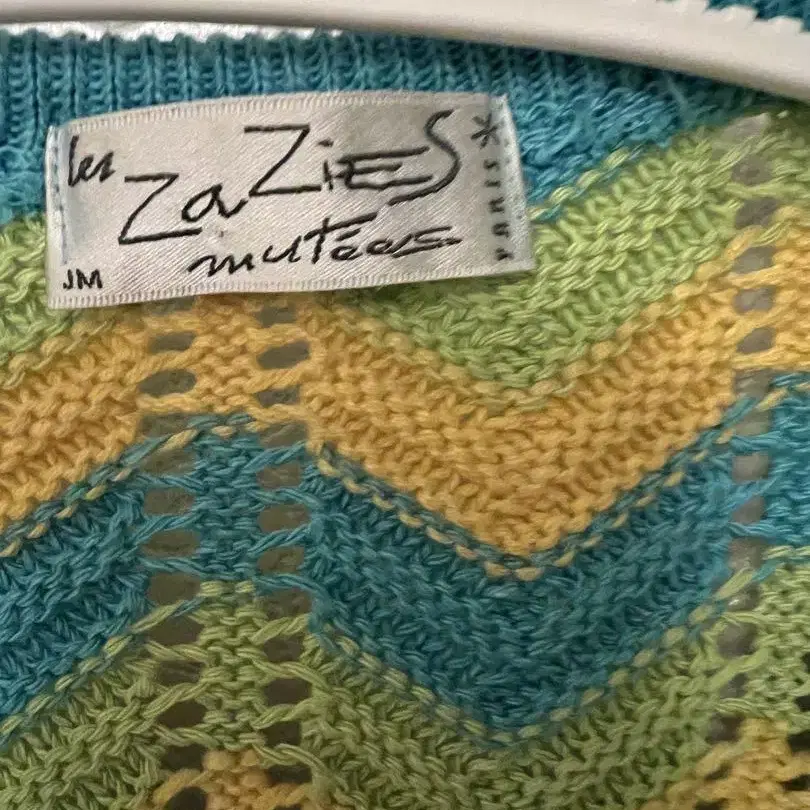 les
ZaZiES
mutées
JM
PARIS *